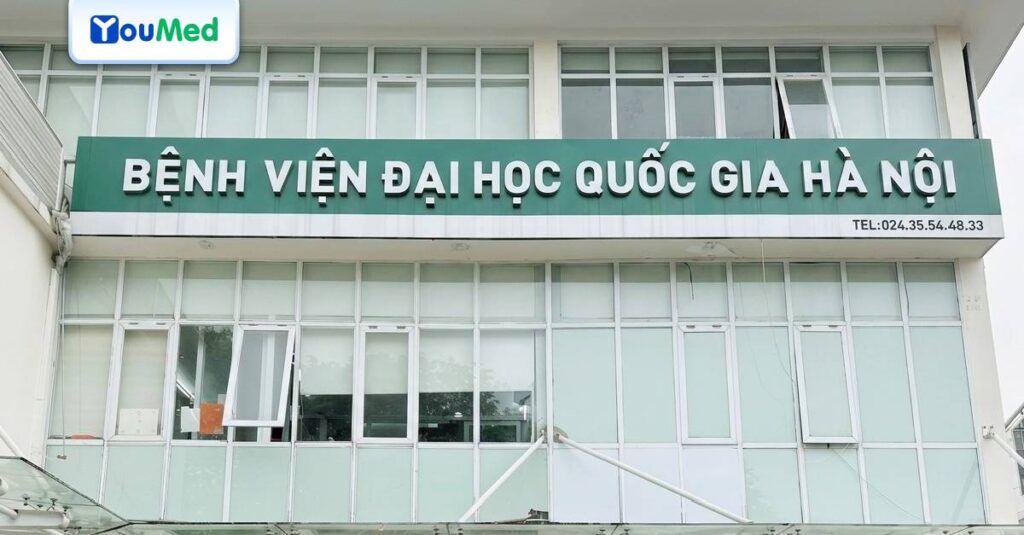 YouMed
BỆNH VIỆN ĐẠI HỌC QUỐC GIA HÀ NỘI
TEL:024.35.54.48.33